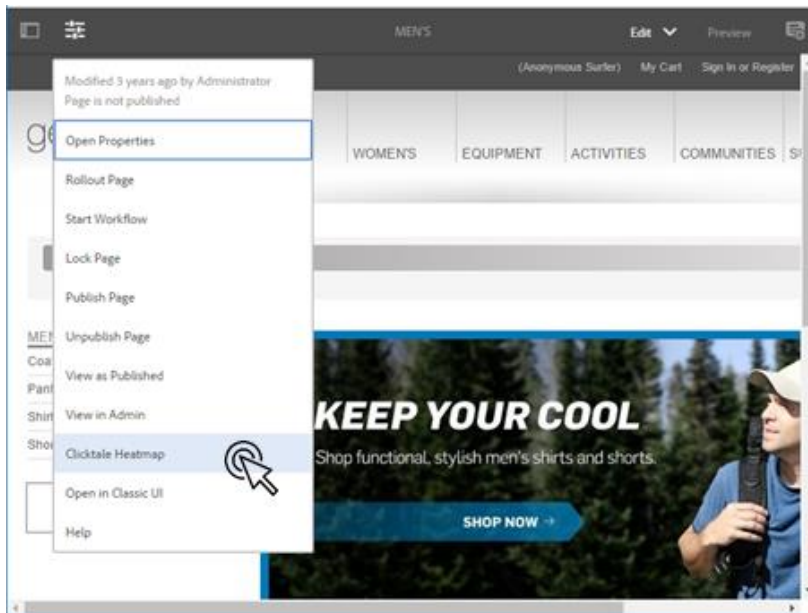 MEN'S
Edit
Preview
(Anonymous Surfer) My Cart Sign In or Register
Modified 3 years ago by Administrator
Page is not published
Open Properties
Rollout Page
Start Workflow
Lock Page
Publish Page
Unpublish Page
View as Published
View in Admin
Clicktale Heatmap
Open in Classic UI
Help
WOMEN'S EQUIPMENT ACTIVITIES COMMUNITIES
KEEP YOUR COOL
Shop functional, stylish men's shirts and shorts.
SHOP NOW